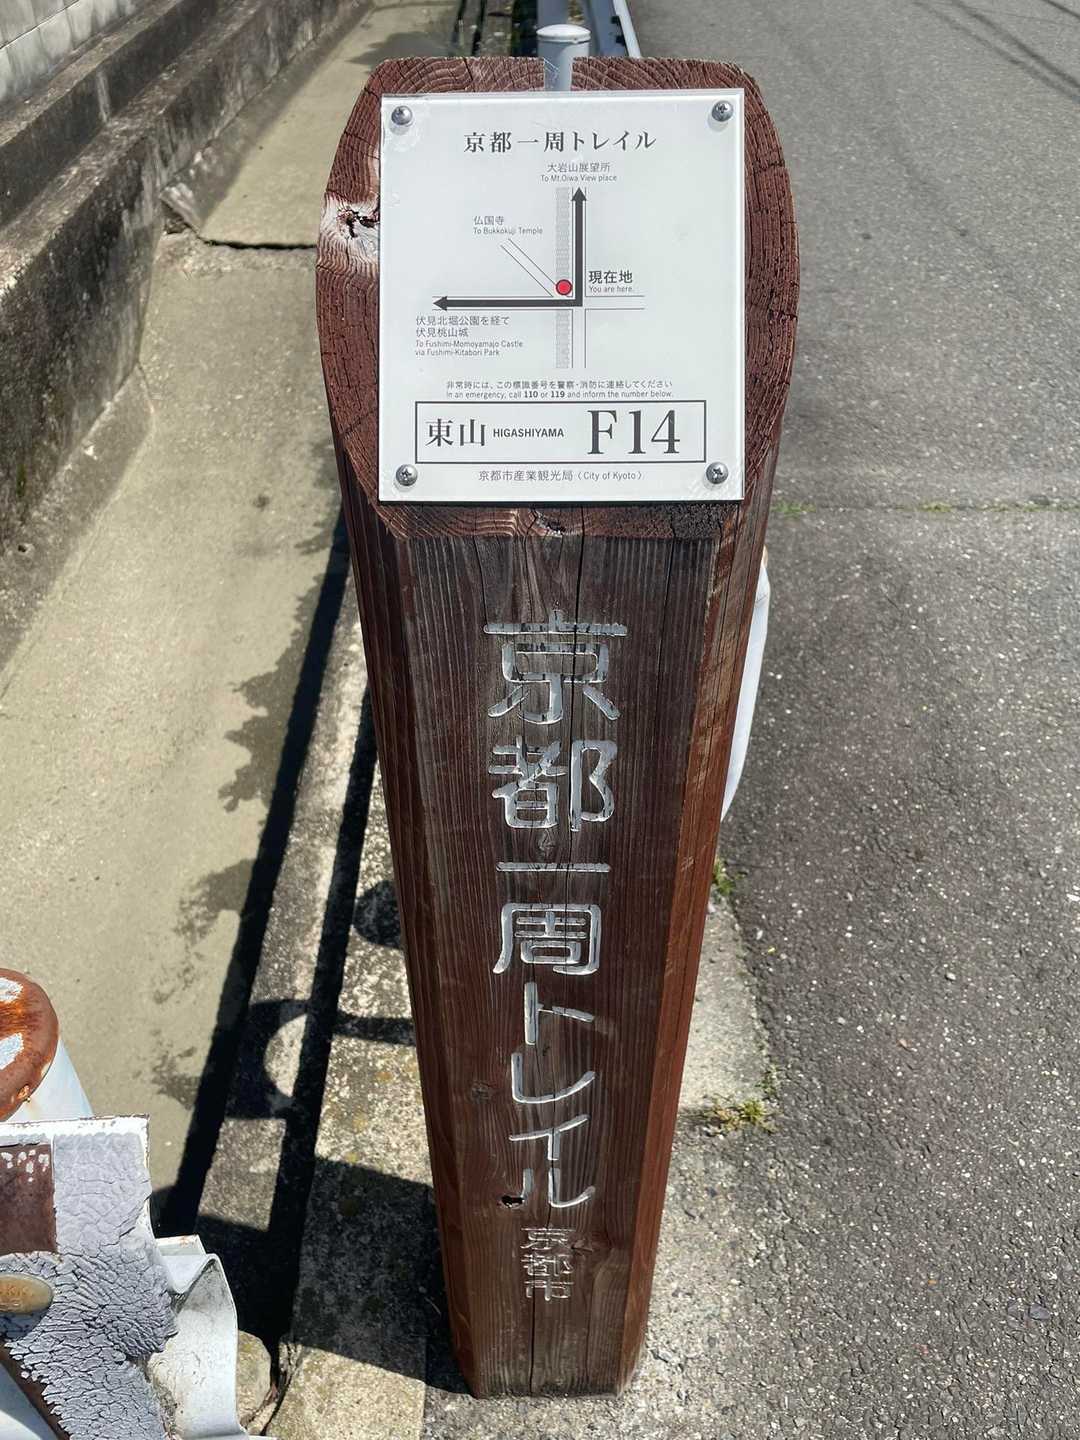 京都一周トレイル
大岩山展望所
To Mt.Oiwa View place
仏国寺
To Bukkokuji Temple
現在地
You are here.
伏見北堀公園を経て
伏見桃山城
To Fushimi-Momoyamajo Castle
via Fushimi-Kitabori Park
非常時には、この標識番号を警察・消防に連絡してください
In an emergency, call 110 or 119 and inform the number below.
東山 HIGASHIYAMA F14
京都市産業観光局〈City of Kyoto〉
京都一周トレイル
京都市